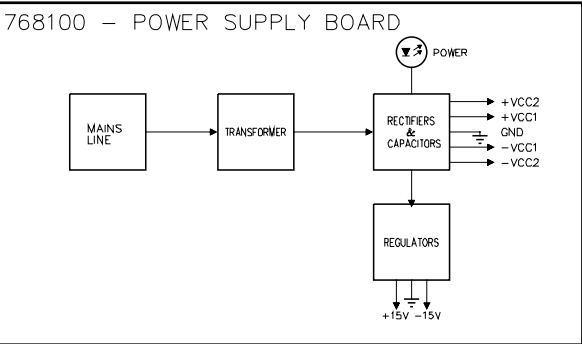 768100 - POWER SUPPLY BOARD
POWER
MAINS
LINE
TRANSFORMER
RECTIFIERS
&
CAPACITORS
+VCC2
+VCC1
GND
-VCC1
-VCC2
REGULATORS
+15V -15V